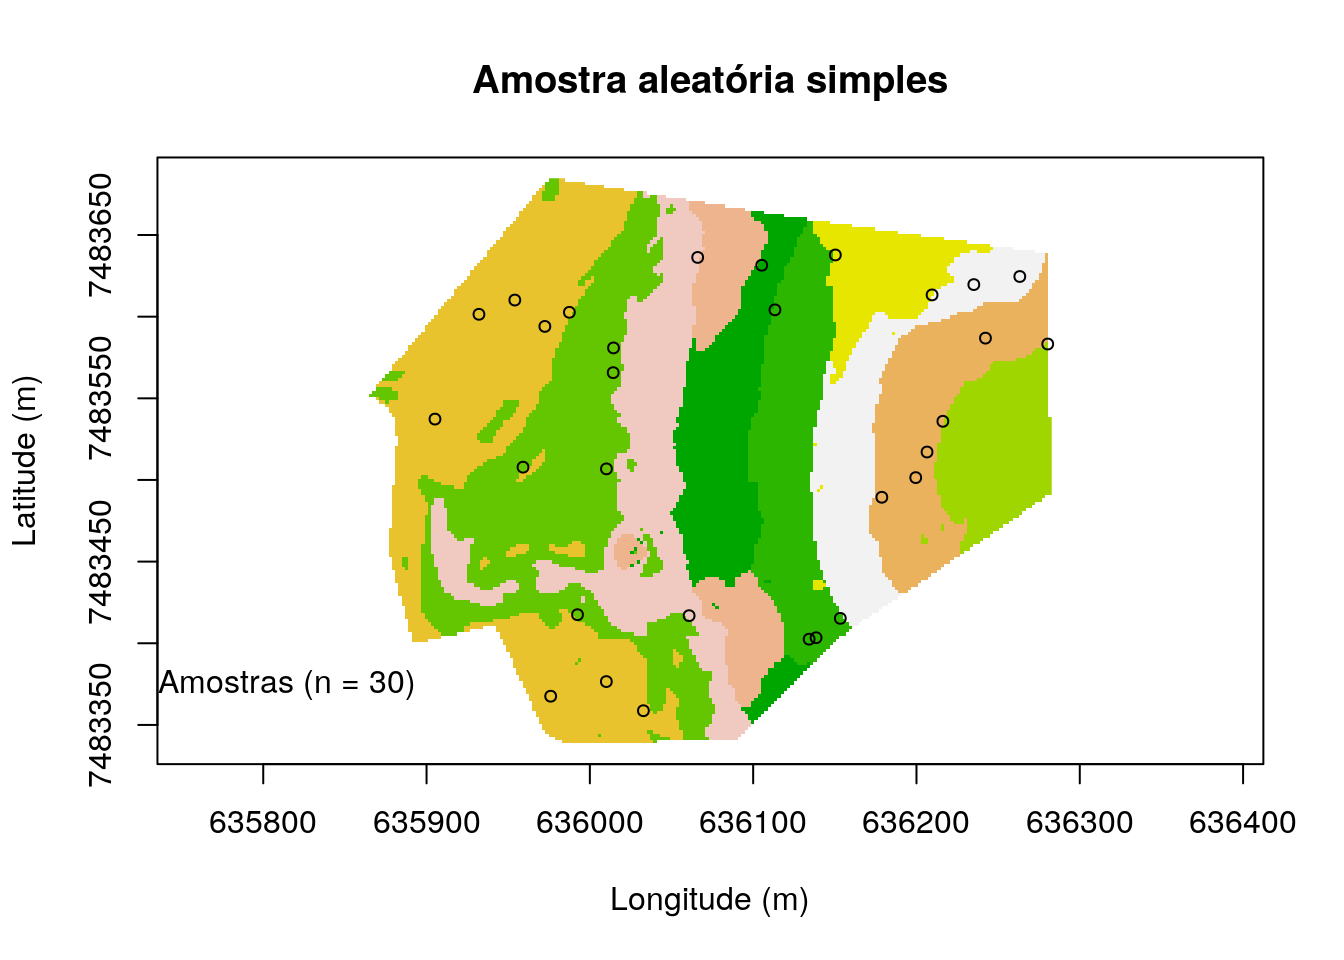 Amostra aleatória simples
Latitude (m)
7483650
7483550
7483450
7483350
Amostras (n = 30)
635800 635900 636000 636100 636200 636300 636400
Longitude (m)